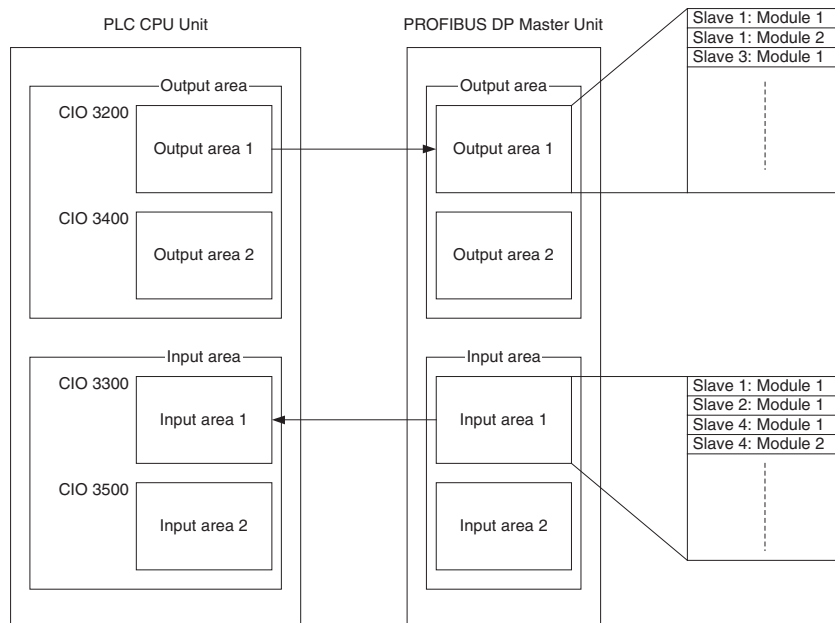 PLC CPU Unit
PROFIBUS DP Master Unit
Slave 1: Module 1
Slave 1: Module 2
Slave 3: Module 1
Output area
CIO 3200
Output area 1
CIO 3400
Output area 2
Output area
Output area 1
Output area 2
Input area
CIO 3300
Input area 1
CIO 3500
Input area 2
Input area
Input area 1
Input area 2
Slave 1: Module 1
Slave 2: Module 1
Slave 4: Module 1
Slave 4: Module 2